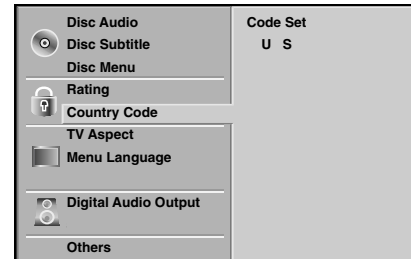 Disc Audio
Disc Subtitle
Disc Menu
Rating
Country Code
TV Aspect
Menu Language
Digital Audio Output
Others
Code Set
U S